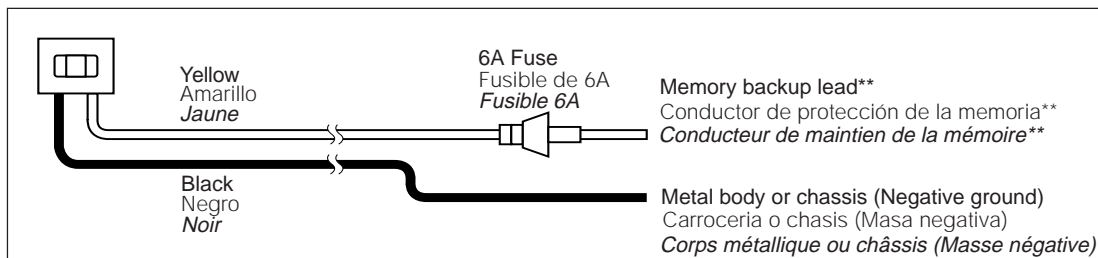 Yellow
Amarillo
Jaune
6A Fuse
Fusible de 6A
Fusible 6A
Memory backup lead**
Conductor de protección de la memoria**
Conducteur de maintien de la mémoire**
Black
Negro
Noir
Metal body or chassis (Negative ground)
Carroceria o chasis (Masa negativa)
Corps métallique ou châssis (Masse négative)